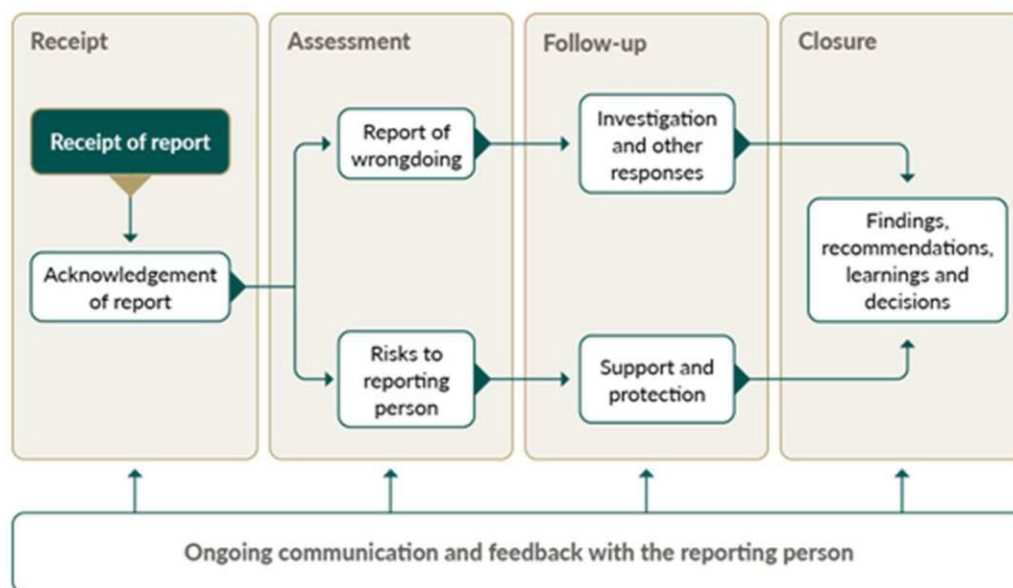 Receipt
Receipt of report
Acknowledgement
of report
Assessment
Report of
wrongdoing
Risks to
reporting
person
Follow-up
Investigation
and other
responses
Support and
protection
Closure
Findings,
recommendations,
learnings and
decisions
Ongoing communication and feedback with the reporting person